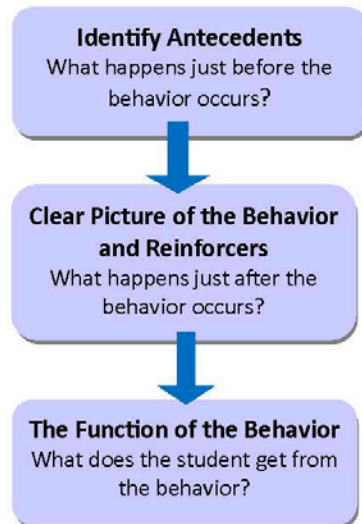 Identify Antecedents
What happens just before the
behavior occurs?
Clear Picture of the Behavior
and Reinforcers
What happens just after the
behavior occurs?
The Function of the Behavior
What does the student get from
the behavior?